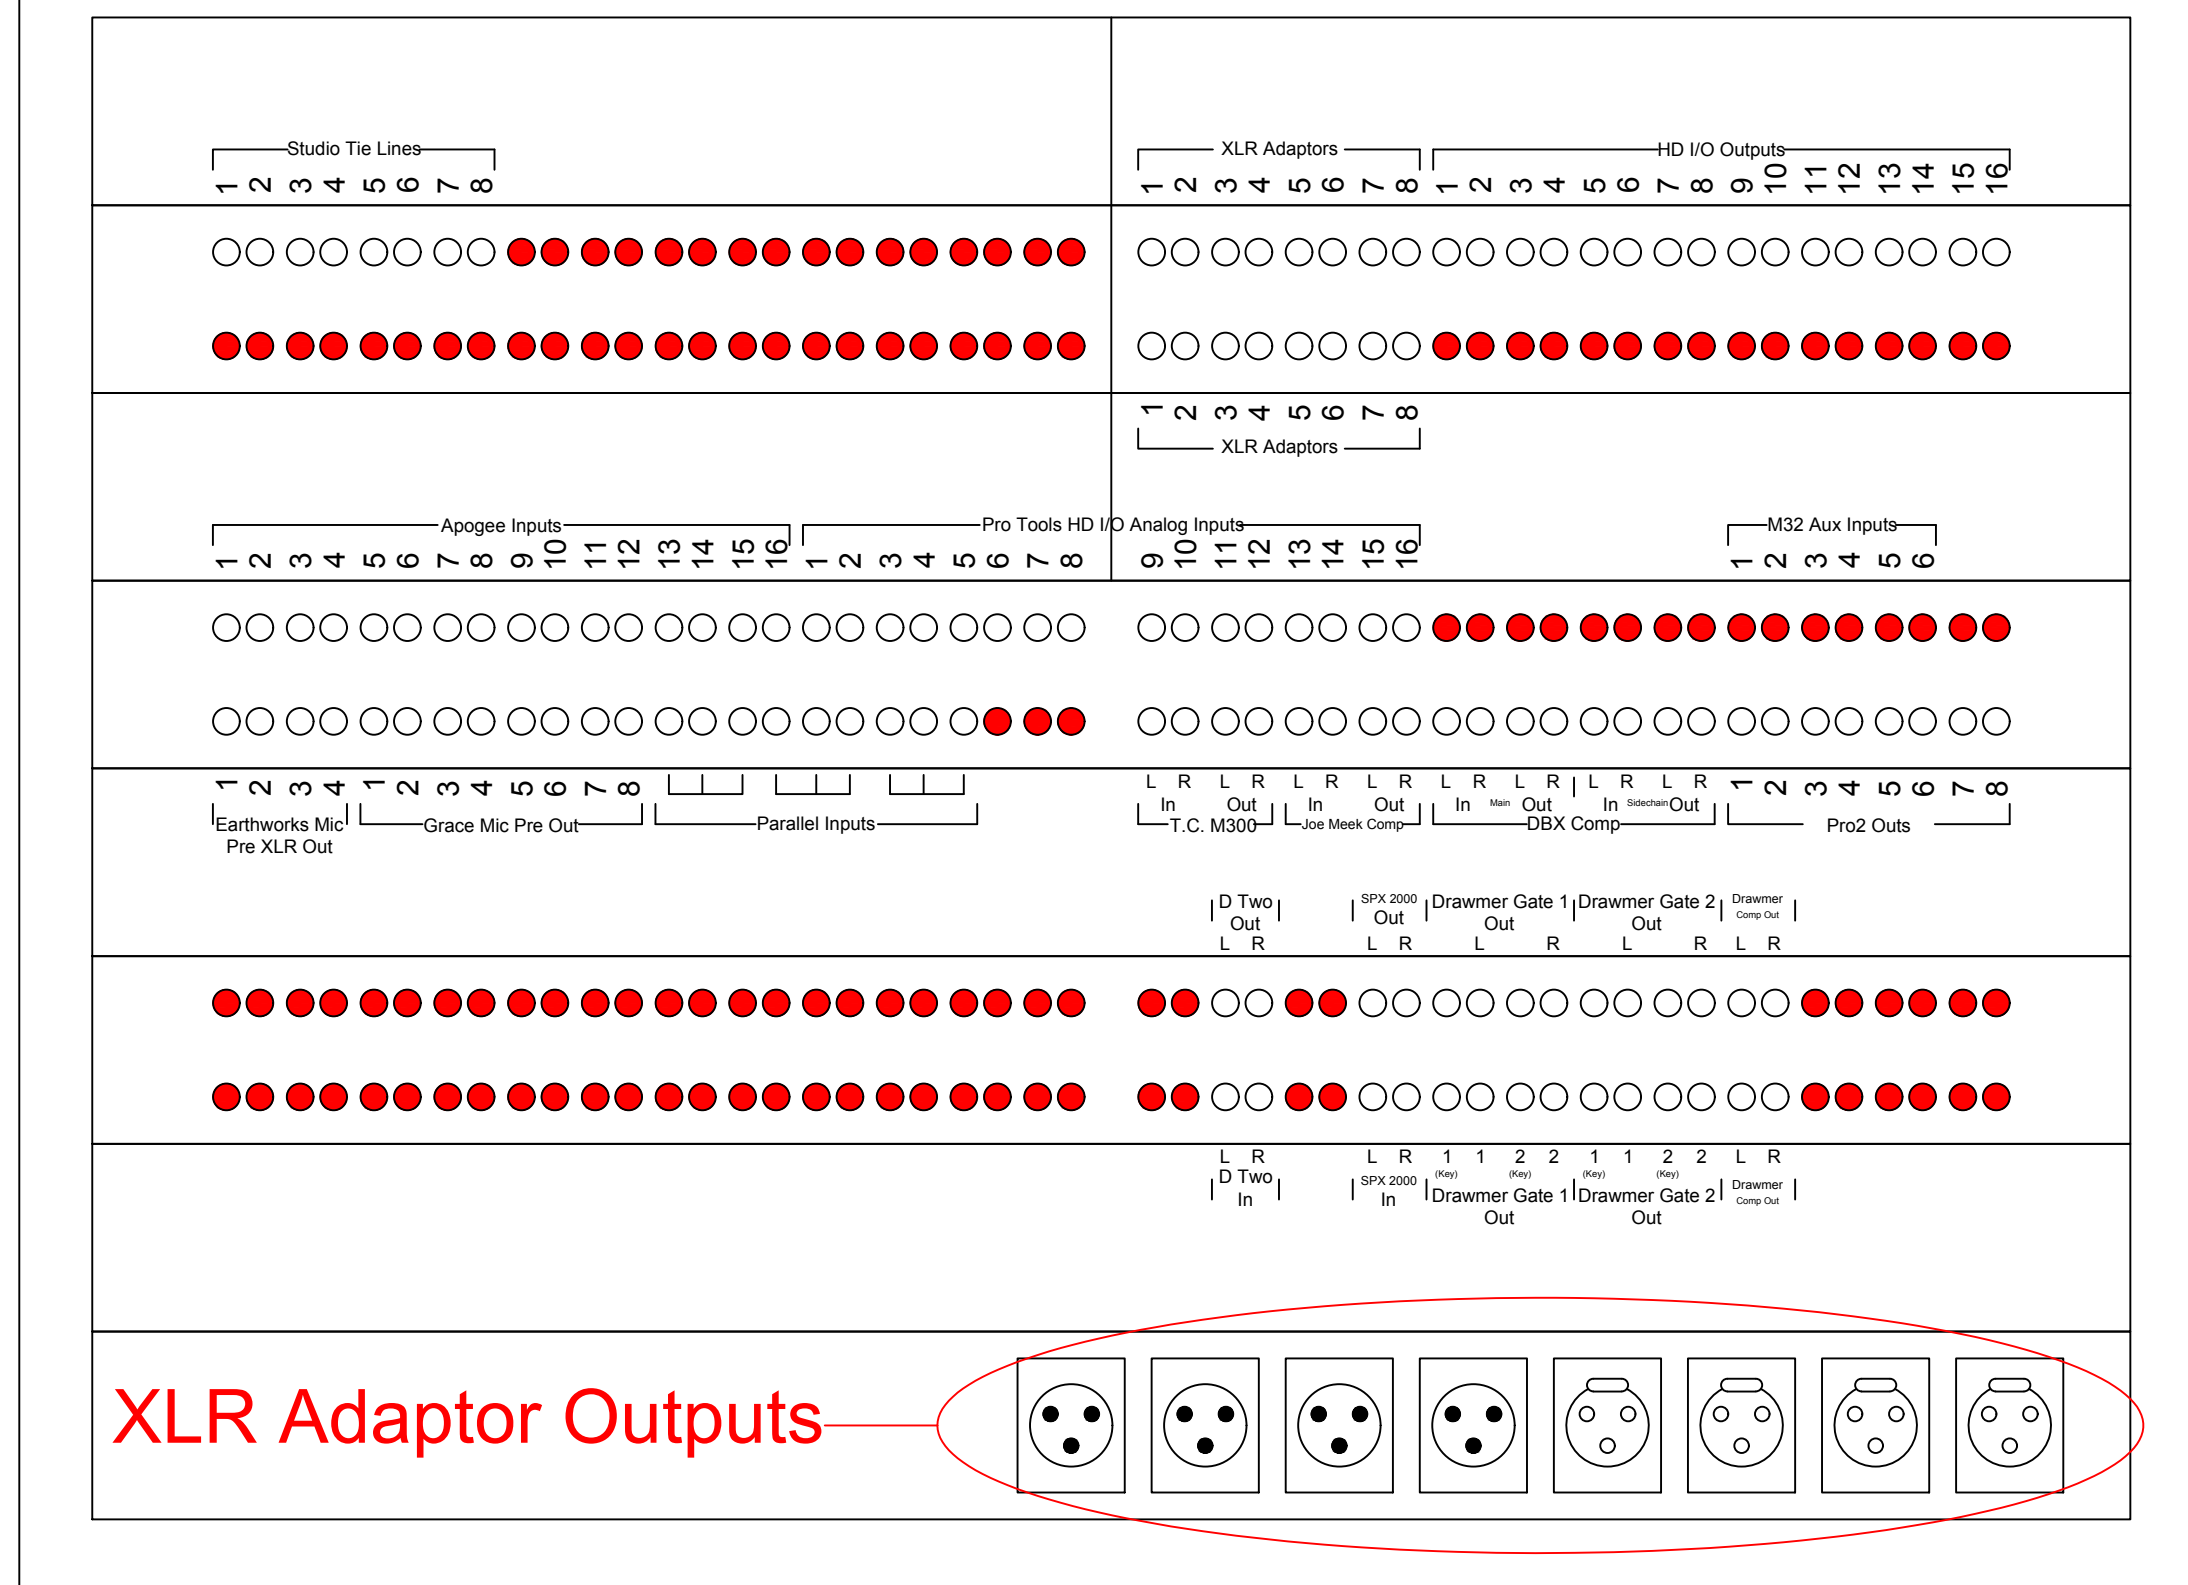 Studio Tie Lines XLR Adaptors HD I/O Outputs
1 2 3 4 5 6 7 8 1 2 3 4 5 6 7 8 1 2 3 4 5 6 7 8 9 10 11 12 13 14 15 16
1 2 3 4 5 6 7 8
XLR Adaptors
Apogee Inputs Pro Tools HD I/O Analog Inputs M32 Aux Inputs
1 2 3 4 5 6 7 8 9 10 11 12 13 14 15 16 1 2 3 4 5 6 7 8 9 10 11 12 13 14 15 16 1 2 3 4 5 6
1 2 3 4 1 2 3 4 5 6 7 8 L R L R L R L R L R L R L R L R 1 2 3 4 5 6 7 8
In Out In Out In Main Out In Sidechain Out
Earthworks Mic Grace Mic Pre Out Parallel Inputs T.C. M300 Joe Meek Comp DBX Comp Pro2 Outs
Pre XLR Out
D Two SPX 2000 Drawmer Gate 1 Drawmer Gate 2 Drawmer
Out Out Out Out Comp Out
L R L R L R L R L R
L R L R 1 1 2 2 1 1 2 2 L R
(Key) (Key) (Key) (Key)
D Two SPX 2000 Drawmer Gate 1 Drawmer Gate 2 Drawmer
In In Out Out Comp Out
XLR Adaptor Outputs